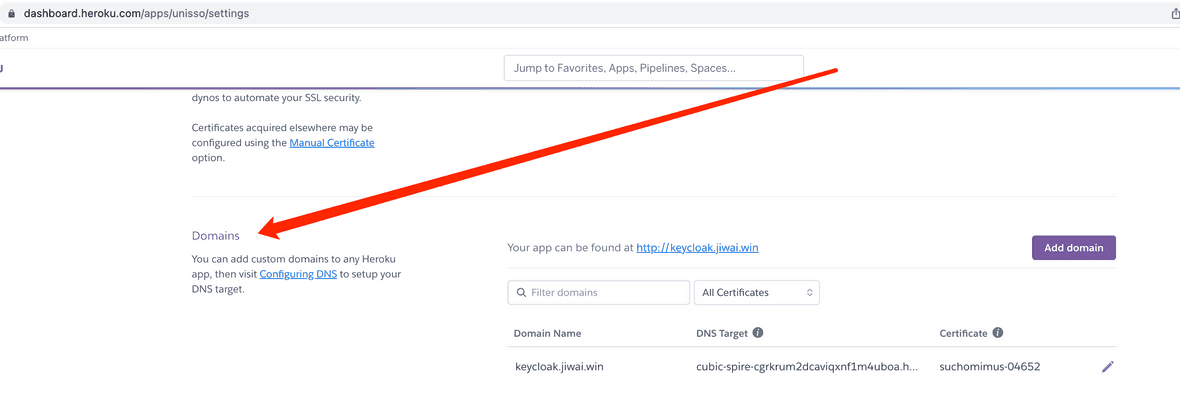 dashboard.heroku.com/apps/unisso/settings
atform
Jump to Favorites, Apps, Pipelines, Spaces...
dynos to automate your SSL security.
Certificates acquired elsewhere may be
configured using the Manual Certificate
option.
Domains
You can add custom domains to any Heroku
app, then visit Configuring DNS to setup your
DNS target.
Your app can be found at http://keycloak.jiwai.win
Add domain
Filter domains
All Certificates
Domain Name
DNS Target
Certificate
keycloak.jiwai.win
cubic-spire-cgrkrum2dcaviqxnf1m4uboa.h...
suchomimus-04652